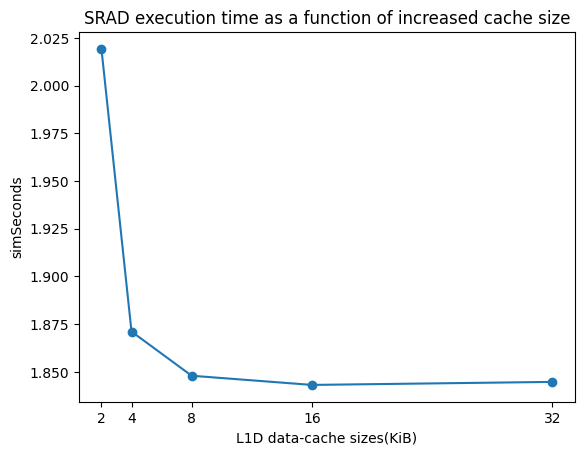 SRAD execution time as a function of increased cache size
2.025
2.000
1.975
1.950
1.925
1.900
1.875
1.850
simSeconds
2 4 8 16 32
L1D data-cache sizes(KiB)